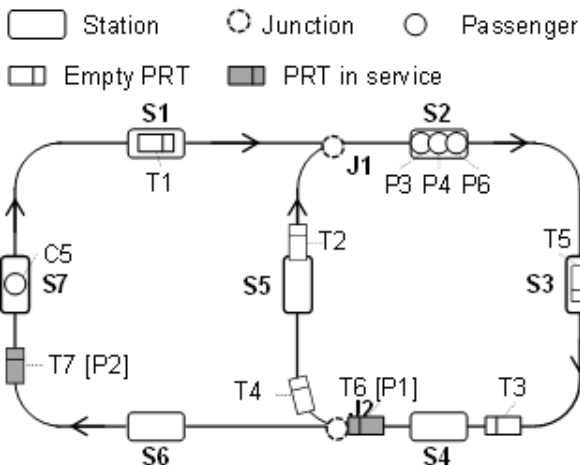 Station Junction Passenger
Empty PRT PRT in service
S1 S2
J1
T1 P3 P4 P6
C5 T2 T5
S7 S5 S3
T7 [P2] T4 T6 [P1] T3
J2
S6 S4